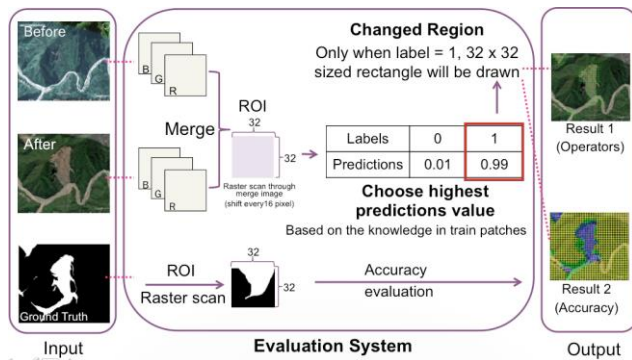 Before
After
Ground Truth
Input
B
G
R
B
G
R
Merge
ROI
32
32
Raster scan through
merge image
(shift every16 pixel)
Changed Region
Only when label = 1, 32 x 32
sized rectangle will be drawn
Labels 0 1
Predictions 0.01 0.99
Choose highest
predictions value
Based on the knowledge in train patches
ROI
Raster scan
32
32
Accuracy
evaluation
Evaluation System
Result 1
(Operators)
Result 2
(Accuracy)
Output